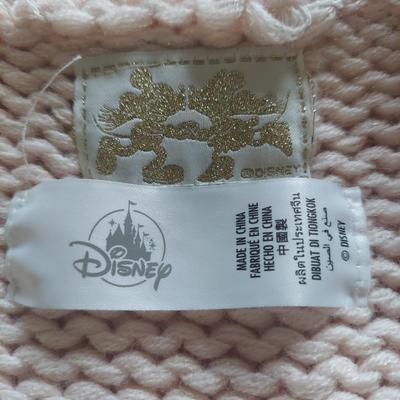 ©DISNEY
Disney
MADE IN CHINA
FABRIQUÉ EN CHINE
HECHO EN CHINA
中國製
ผลิตในประเทศจีน
DIBUAT DI TIONGKOK
صنع في الصين
© DISNEY